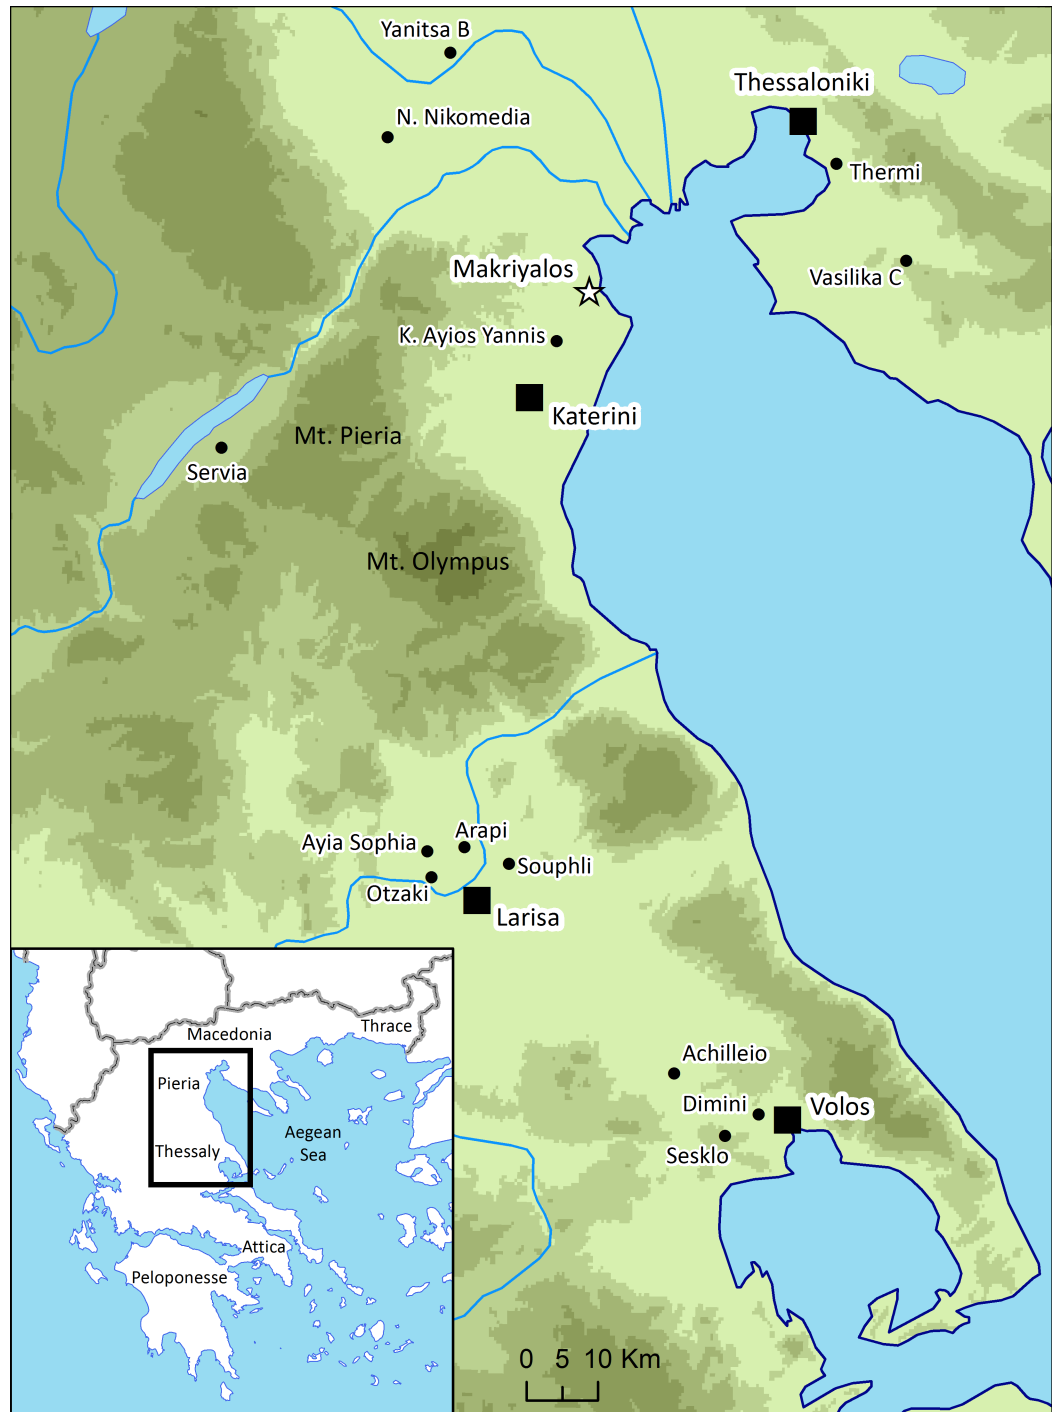 Yanitsa B
Thessaloniki
N. Nikomedia
Thermi
Makriyalos
Vasilika C
K. Ayios Yannis
Katerini
Mt. Pieria
Servia
Mt. Olympus
Arapi
Ayia Sophia
Souphli
Otzaki
Larisa
Thrace
Macedonia
Pieria
Aegean
Sea
Thessaly
Attica
Peloponesse
Achilleio
Dimini
Volos
Sesklo
0 5 10 Km